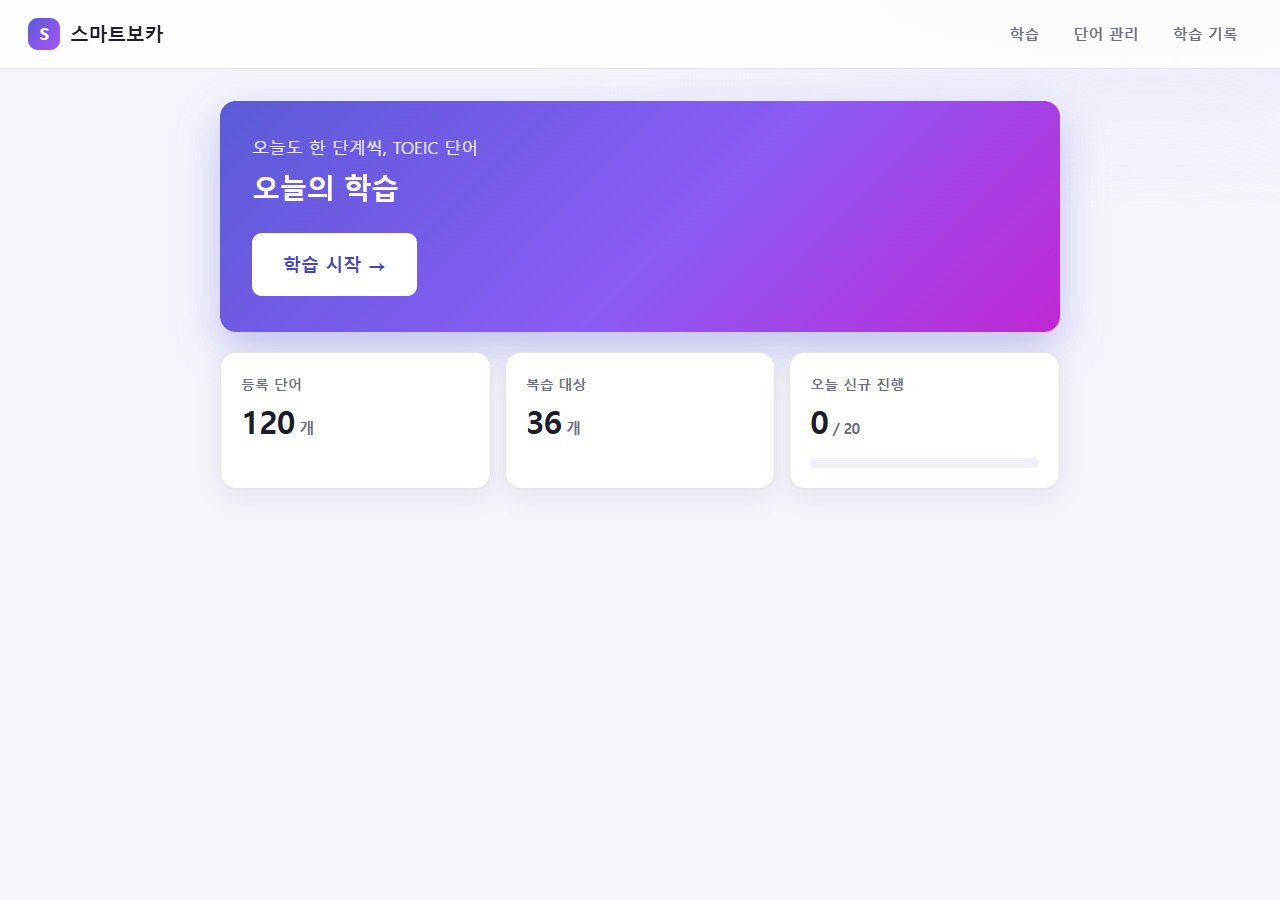 S 스마트보카
학습 단어 관리 학습 기록
오늘도 한 단계씩, TOEIC 단어
오늘의 학습
학습 시작 →
등록 단어
120 개
복습 대상
36 개
오늘 신규 진행
0 / 20